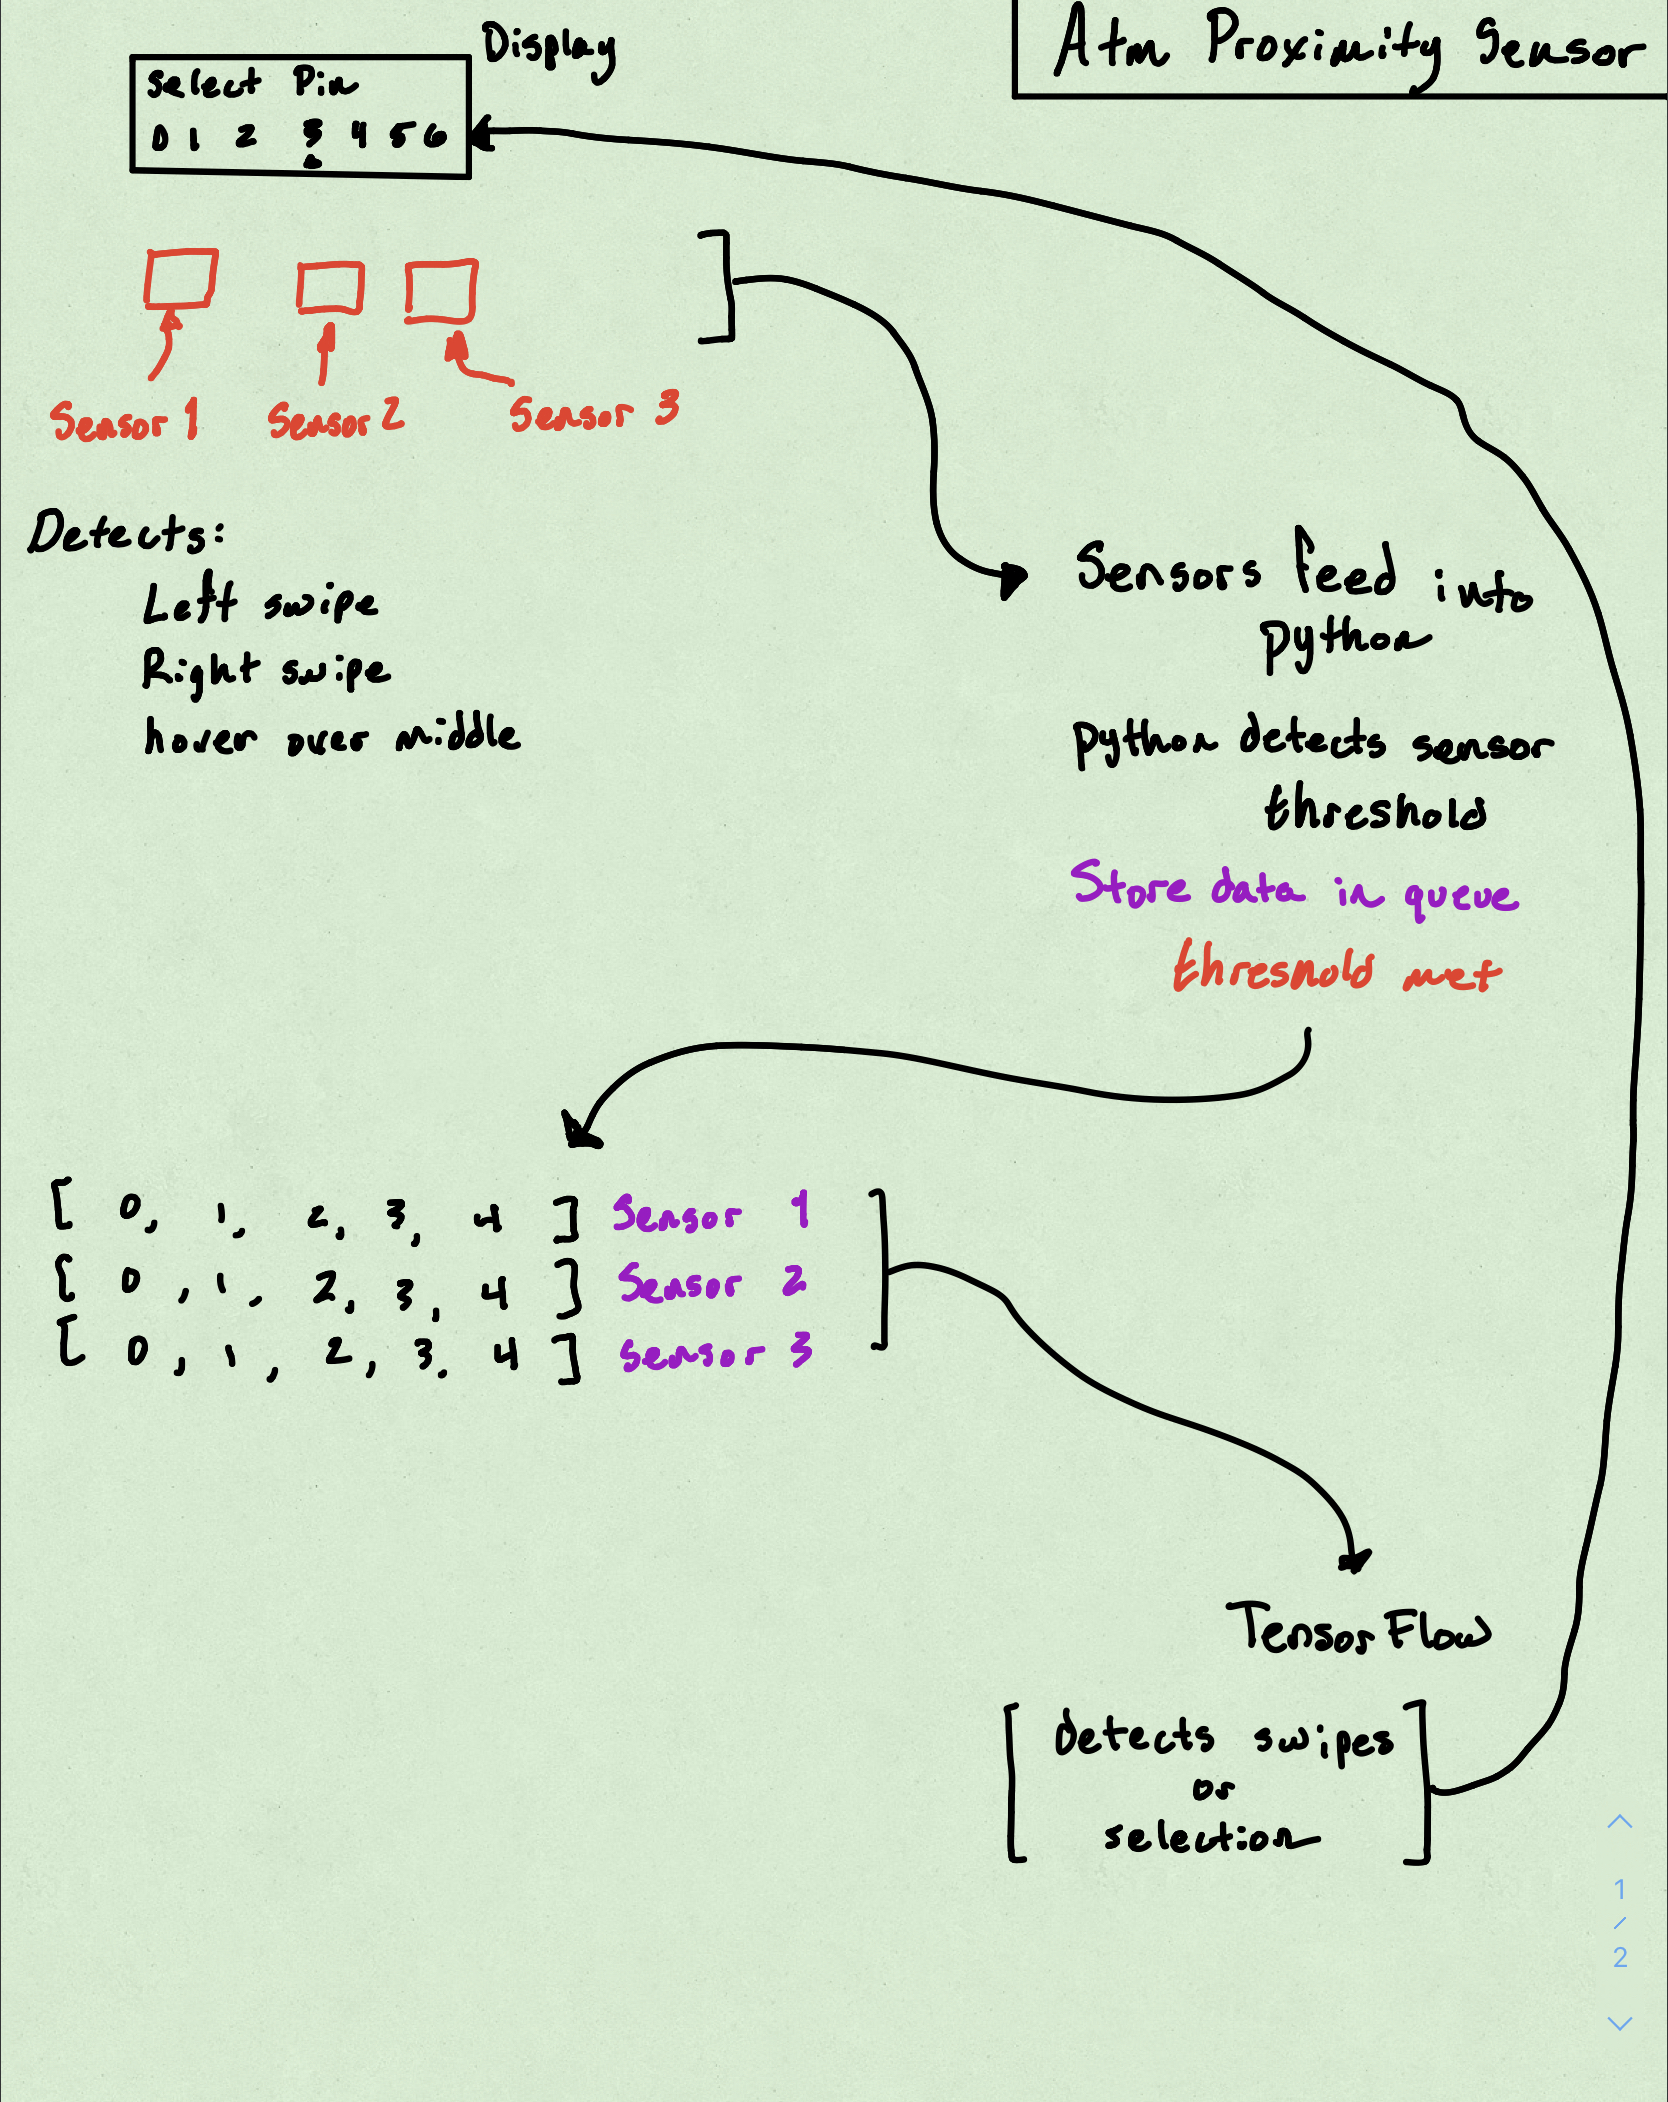 Atm Proximity Sensor
Display
Select Pin
0 1 2 3 4 5 6
Sensor 1
Sensor 2
Sensor 3
Detects:
Left swipe
Right swipe
hover over middle
Sensors feed into
python
python detects sensor
threshold
Store data in queue
threshold met
[ 0, 1, 2, 3, 4 ] Sensor 1
[ 0, 1, 2, 3, 4 ] Sensor 2
[ 0, 1, 2, 3, 4 ] Sensor 3
TensorFlow
detects swipes
or
selection
1
/
2